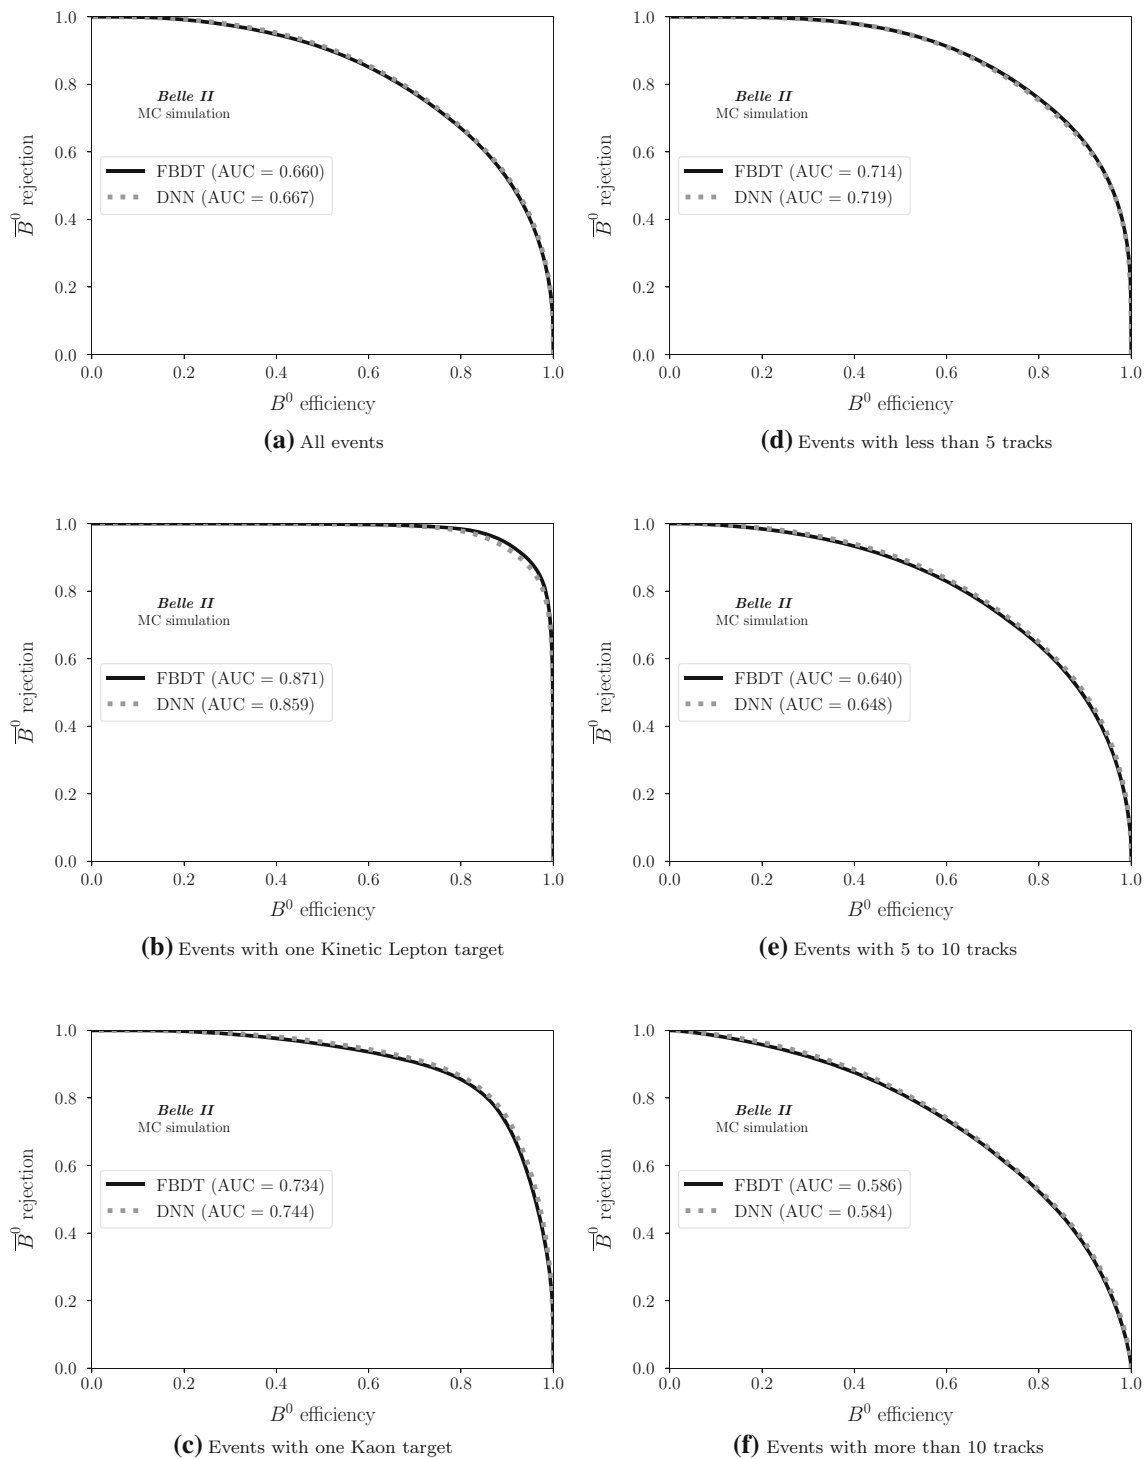 1.0
0.8
0.6
0.4
0.2
0.0
B̅⁰ rejection
Belle II
MC simulation
FBDT (AUC = 0.660)
DNN (AUC = 0.667)
0.0 0.2 0.4 0.6 0.8 1.0
B⁰ efficiency
(a) All events
1.0
0.8
0.6
0.4
0.2
0.0
B̅⁰ rejection
Belle II
MC simulation
FBDT (AUC = 0.714)
DNN (AUC = 0.719)
0.0 0.2 0.4 0.6 0.8 1.0
B⁰ efficiency
(d) Events with less than 5 tracks
1.0
0.8
0.6
0.4
0.2
0.0
B̅⁰ rejection
Belle II
MC simulation
FBDT (AUC = 0.871)
DNN (AUC = 0.859)
0.0 0.2 0.4 0.6 0.8 1.0
B⁰ efficiency
(b) Events with one Kinetic Lepton target
1.0
0.8
0.6
0.4
0.2
0.0
B̅⁰ rejection
Belle II
MC simulation
FBDT (AUC = 0.640)
DNN (AUC = 0.648)
0.0 0.2 0.4 0.6 0.8 1.0
B⁰ efficiency
(e) Events with 5 to 10 tracks
1.0
0.8
0.6
0.4
0.2
0.0
B̅⁰ rejection
Belle II
MC simulation
FBDT (AUC = 0.734)
DNN (AUC = 0.744)
0.0 0.2 0.4 0.6 0.8 1.0
B⁰ efficiency
(c) Events with one Kaon target
1.0
0.8
0.6
0.4
0.2
0.0
B̅⁰ rejection
Belle II
MC simulation
FBDT (AUC = 0.586)
DNN (AUC = 0.584)
0.0 0.2 0.4 0.6 0.8 1.0
B⁰ efficiency
(f) Events with more than 10 tracks